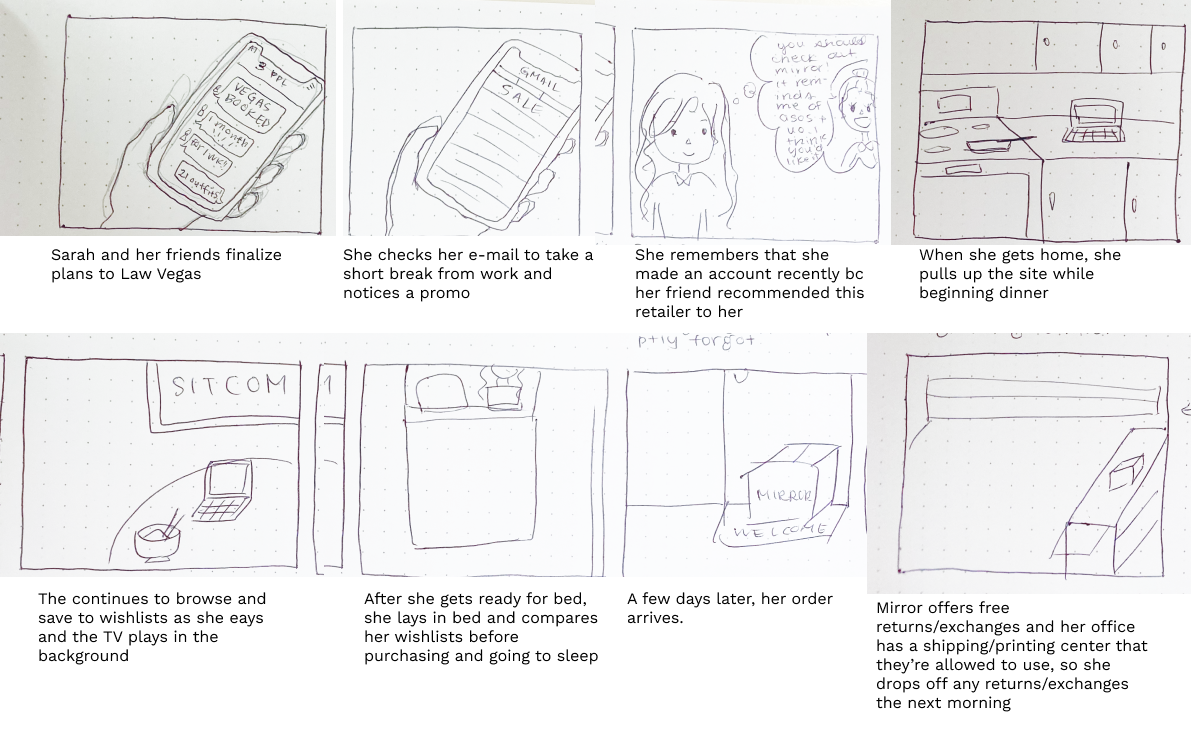 3 PPL
VEGAS
BOOKED
1 month
!!!!
for 1 wk?
21 outfits
GMAIL
SALE
you should
check out
mirror!
it rem-
inds
me of
asos +
uo. i
think
you'd
like it!
Sarah and her friends finalize
plans to Law Vegas
She checks her e-mail to take a
short break from work and
notices a promo
She remembers that she
made an account recently bc
her friend recommended this
retailer to her
When she gets home, she
pulls up the site while
beginning dinner
SITCOM
ptly forgot
MIRROR
WELCOME
The continues to browse and
save to wishlists as she eays
and the TV plays in the
background
After she gets ready for bed,
she lays in bed and compares
her wishlists before
purchasing and going to sleep
A few days later, her order
arrives.
Mirror offers free
returns/exchanges and her office
has a shipping/printing center that
they're allowed to use, so she
drops off any returns/exchanges
the next morning